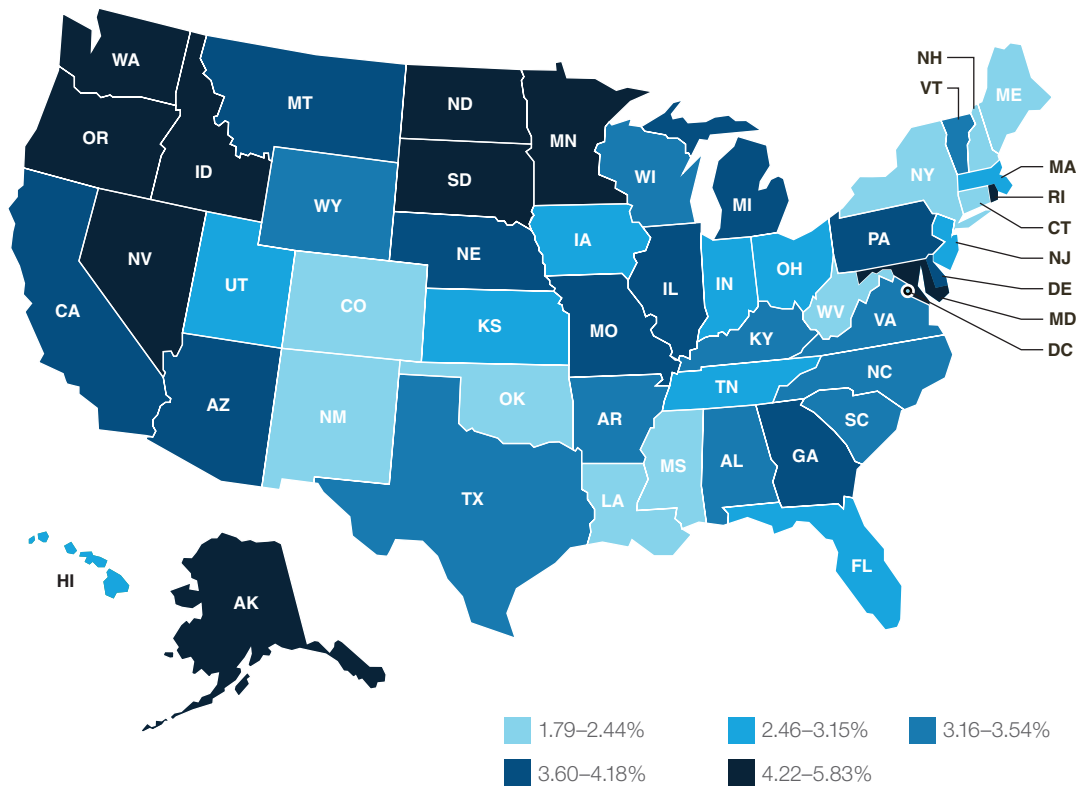 NH
WA
VT
ME
MT
ND
OR
MN
ID
MA
SD
WI
NY
RI
WY
MI
CT
IA
PA
NE
NJ
NV
OH
UT
IN
IL
DE
CO
WV
CA
MD
VA
KS
MO
KY
DC
NC
TN
AZ
OK
NM
AR
SC
GA
AL
MS
TX
LA
FL
HI
AK
1.79–2.44%
2.46–3.15%
3.16–3.54%
3.60–4.18%
4.22–5.83%